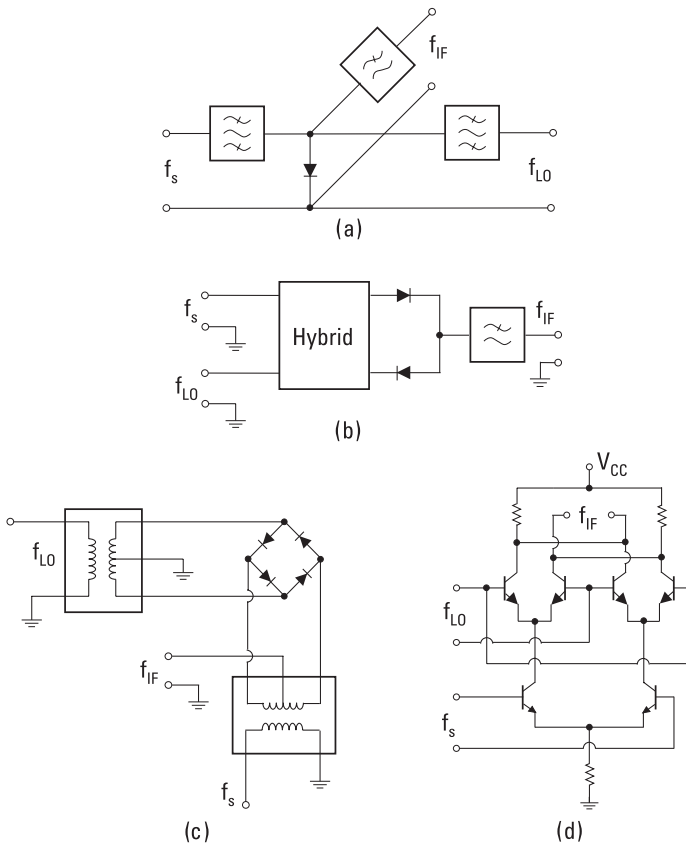 f_IF
f_s
f_LO
(a)
f_s
Hybrid
f_IF
f_LO
(b)
V_CC
f_LO
f_IF
f_LO
f_IF
f_s
f_s
(c)
(d)